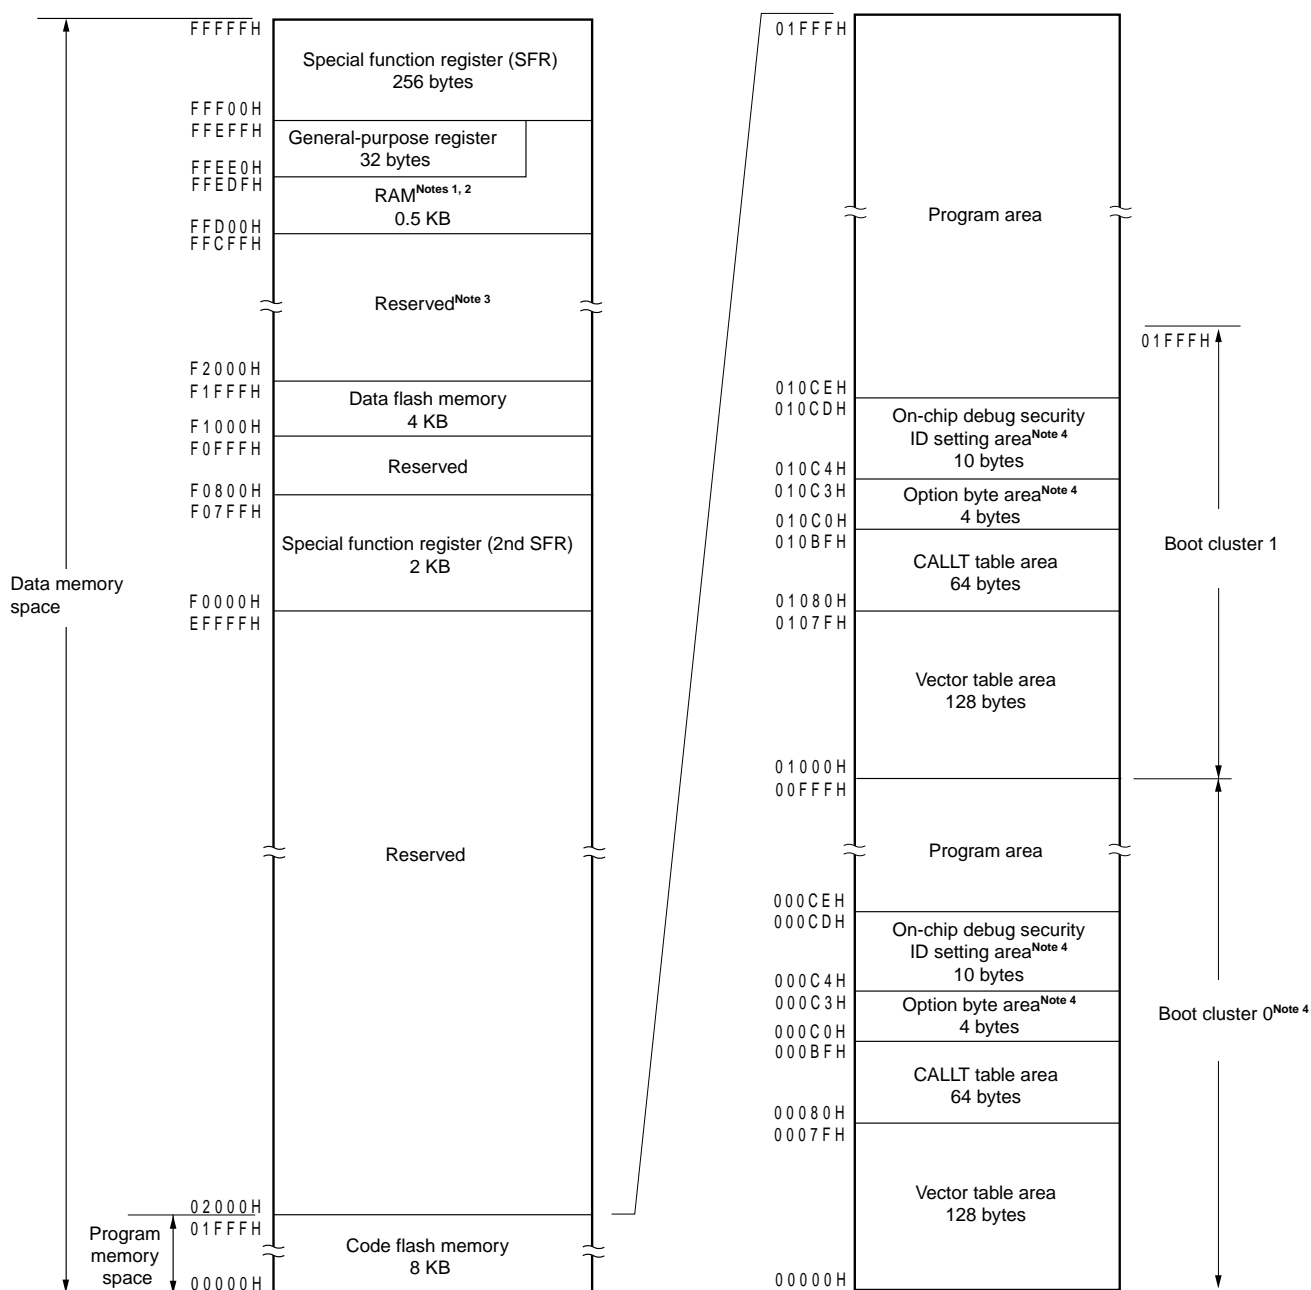 FFFFFH
Special function register (SFR)
256 bytes
FFF00H
FFEFFH
General-purpose register
32 bytes
FFEE0H
FFEDFH
RAMNotes 1, 2
0.5 KB
FFD00H
FFCFFH
ReservedNote 3
F2000H
F1FFFH
Data flash memory
4 KB
F1000H
F0FFFH
Reserved
F0800H
F07FFH
Special function register (2nd SFR)
2 KB
Data memory
space
F0000H
EFFFFH
Reserved
02000H
01FFFH
Program
memory
space
Code flash memory
8 KB
00000H
01FFFH
Program area
01FFFH
010CEH
010CDH
On-chip debug security
ID setting areaNote 4
10 bytes
010C4H
010C3H
Option byte areaNote 4
4 bytes
010C0H
010BFH
Boot cluster 1
CALLT table area
64 bytes
01080H
0107FH
Vector table area
128 bytes
01000H
00FFFH
Program area
000CEH
000CDH
On-chip debug security
ID setting areaNote 4
10 bytes
000C4H
000C3H
Option byte areaNote 4
4 bytes
Boot cluster 0Note 4
000C0H
000BFH
CALLT table area
64 bytes
00080H
0007FH
Vector table area
128 bytes
00000H